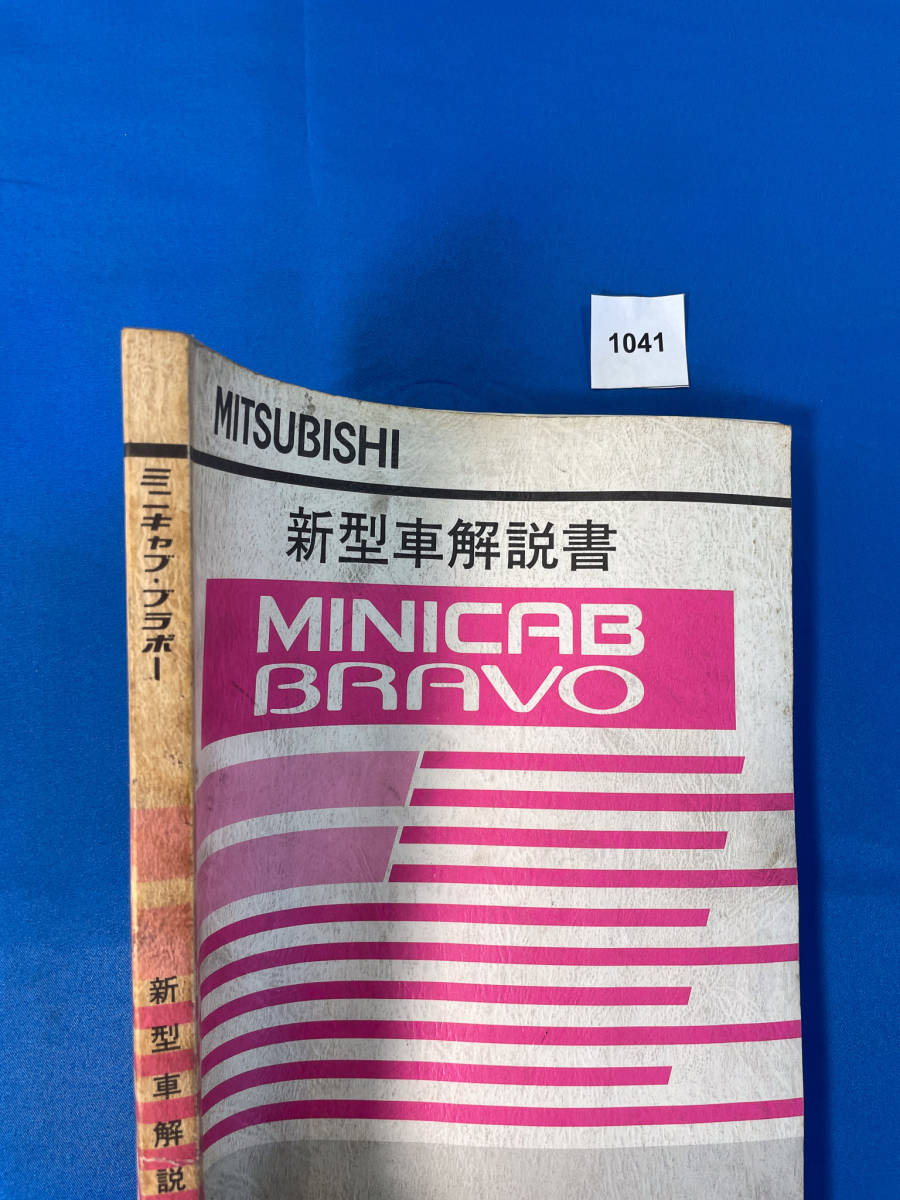 1041
MITSUBISHI
新型車解説書
MINICAB
BRAVO
ミニキャブ・ブラボー
新型車解説